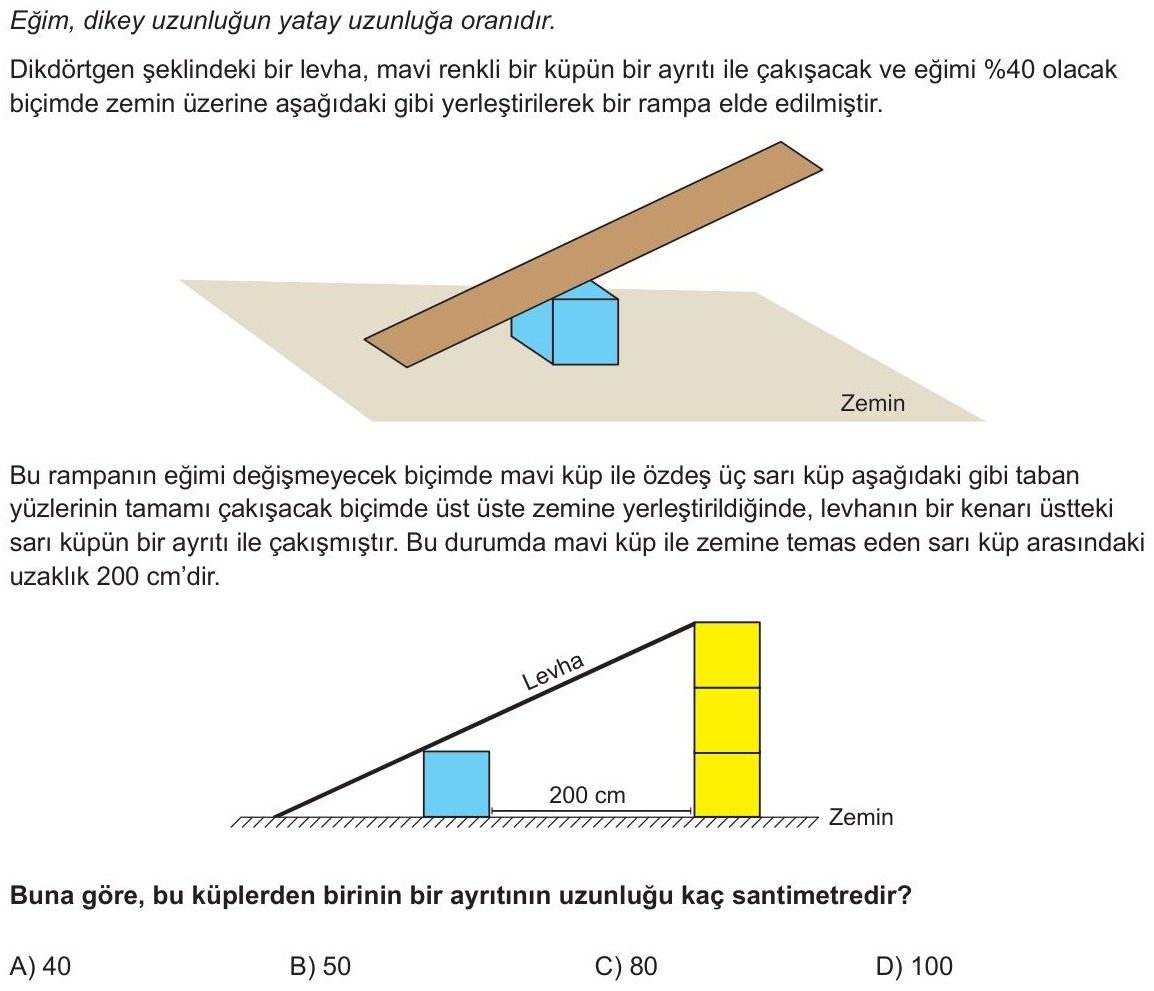 Eğim, dikey uzunluğun yatay uzunluğa oranıdır.
Dikdörtgen şeklindeki bir levha, mavi renkli bir küpün bir ayrıtı ile çakışacak ve eğimi %40 olacak
biçimde zemin üzerine aşağıdaki gibi yerleştirilerek bir rampa elde edilmiştir.
Zemin
Bu rampanın eğimi değişmeyecek biçimde mavi küp ile özdeş üç sarı küp aşağıdaki gibi taban
yüzlerinin tamamı çakışacak biçimde üst üste zemine yerleştirildiğinde, levhanın bir kenarı üstteki
sarı küpün bir ayrıtı ile çakışmıştır. Bu durumda mavi küp ile zemine temas eden sarı küp arasındaki
uzaklık 200 cm’dir.
Levha
200 cm
Zemin
Buna göre, bu küplerden birinin bir ayrıtının uzunluğu kaç santimetredir?
A) 40 B) 50 C) 80 D) 100